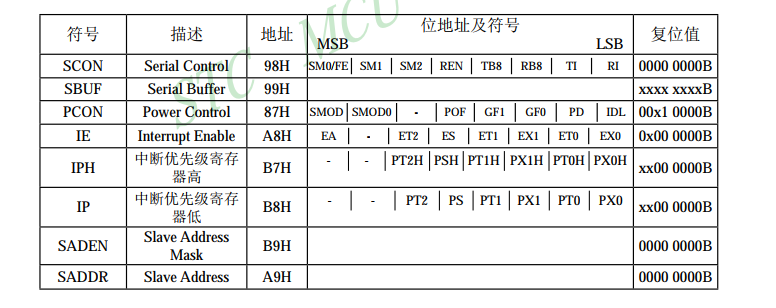 STC MCU
符号 描述 地址 位地址及符号 复位值
MSB LSB
SCON Serial Control 98H SM0/FE SM1 SM2 REN TB8 RB8 TI RI 0000 0000B
SBUF Serial Buffer 99H xxxx xxxxB
PCON Power Control 87H SMOD SMOD0 - POF GF1 GF0 PD IDL 00x1 0000B
IE Interrupt Enable A8H EA - ET2 ES ET1 EX1 ET0 EX0 0x00 0000B
IPH 中断优先级寄存 B7H - - PT2H PSH PT1H PX1H PT0H PX0H xx00 0000B
器高
IP 中断优先级寄存 B8H - - PT2 PS PT1 PX1 PT0 PX0 xx00 0000B
器低
SADEN Slave Address B9H 0000 0000B
Mask
SADDR Slave Address A9H 0000 0000B